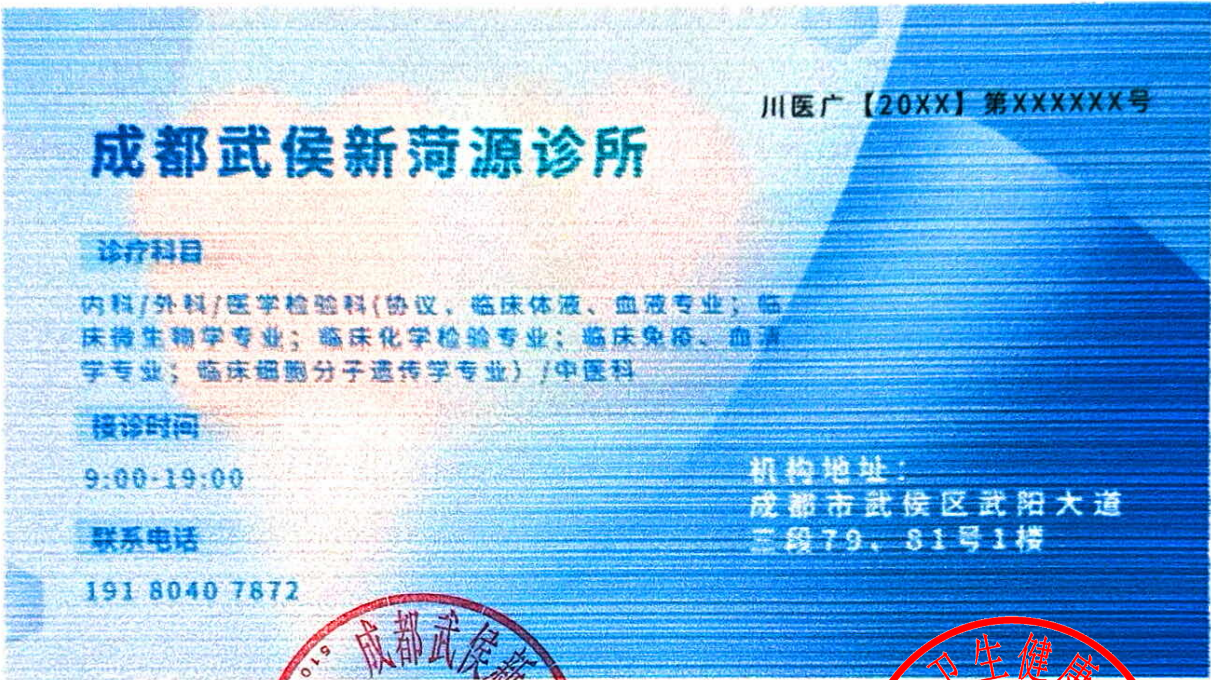 川医广【20XX】第XXXXXX号
成都武侯新菏源诊所
诊疗科目
内科/外科/医学检验科(协议，临床体液、血液专业；临
床微生物学专业；临床化学检验专业；临床免疫、血清
学专业；临床细胞分子遗传学专业）/中医科
接诊时间
9:00-19:00
联系电话
191 8040 7872
机构地址：
成都市武侯区武阳大道
三段79、81号1楼
成都武侯新
510
卫生健康